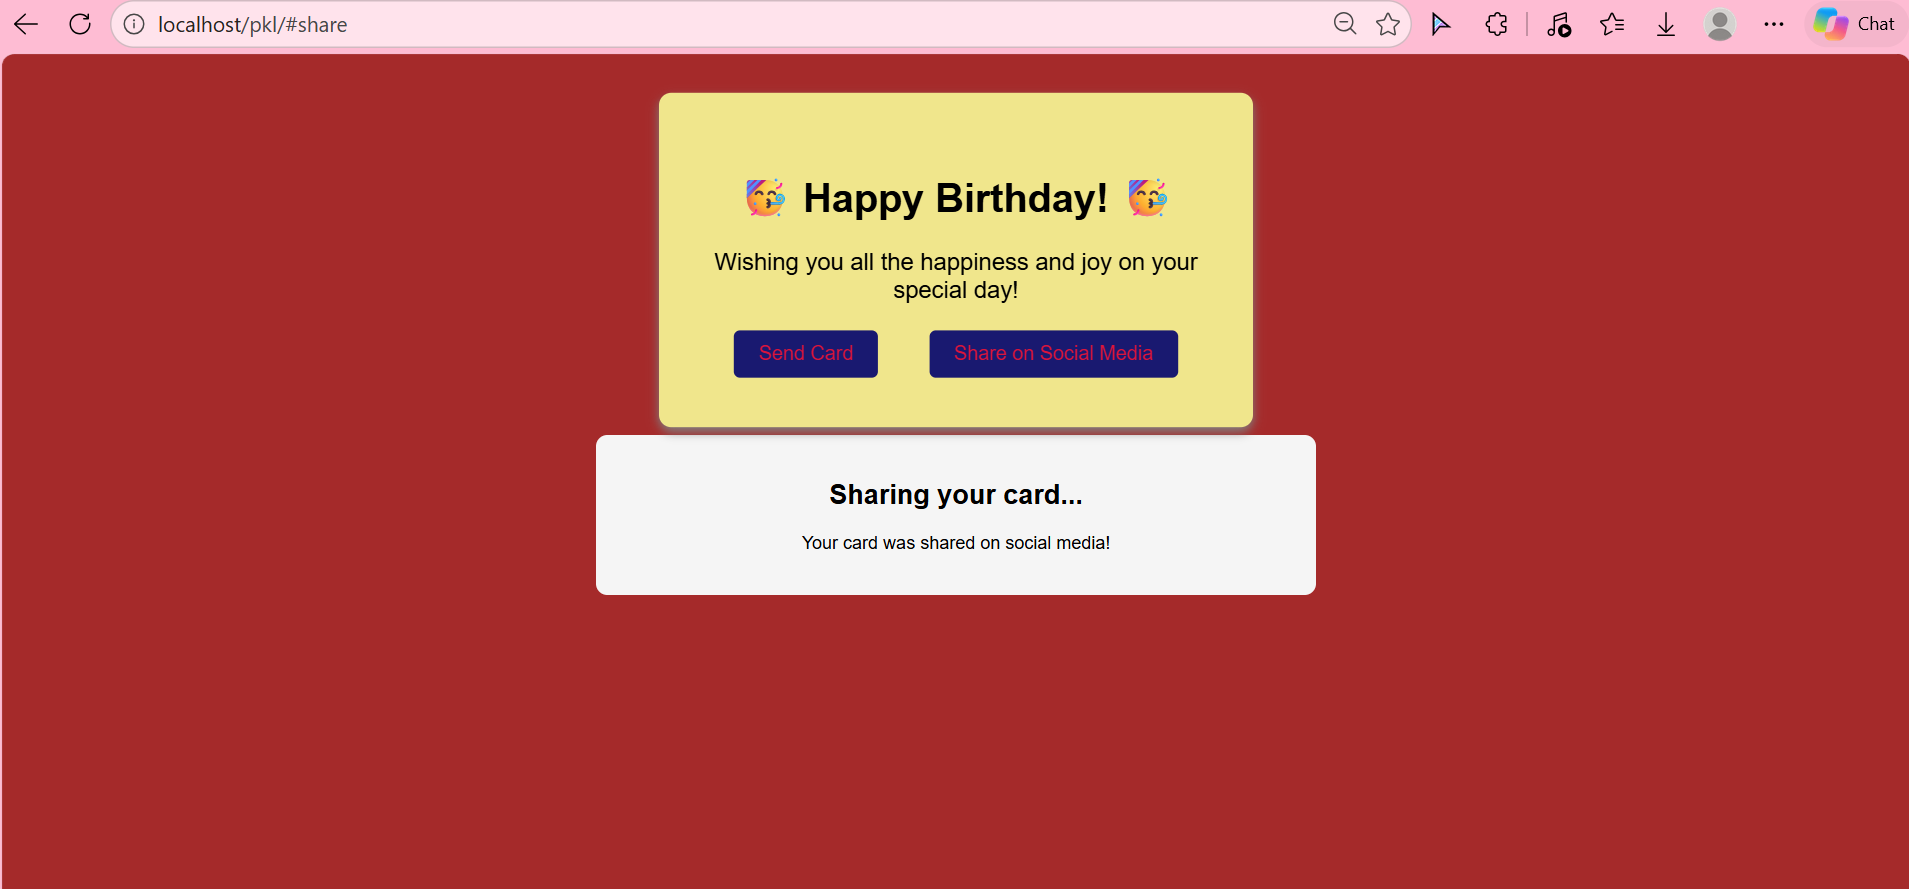 localhost/pkl/#share
Chat
🥳 Happy Birthday! 🥳
Wishing you all the happiness and joy on your
special day!
Send Card
Share on Social Media
Sharing your card...
Your card was shared on social media!